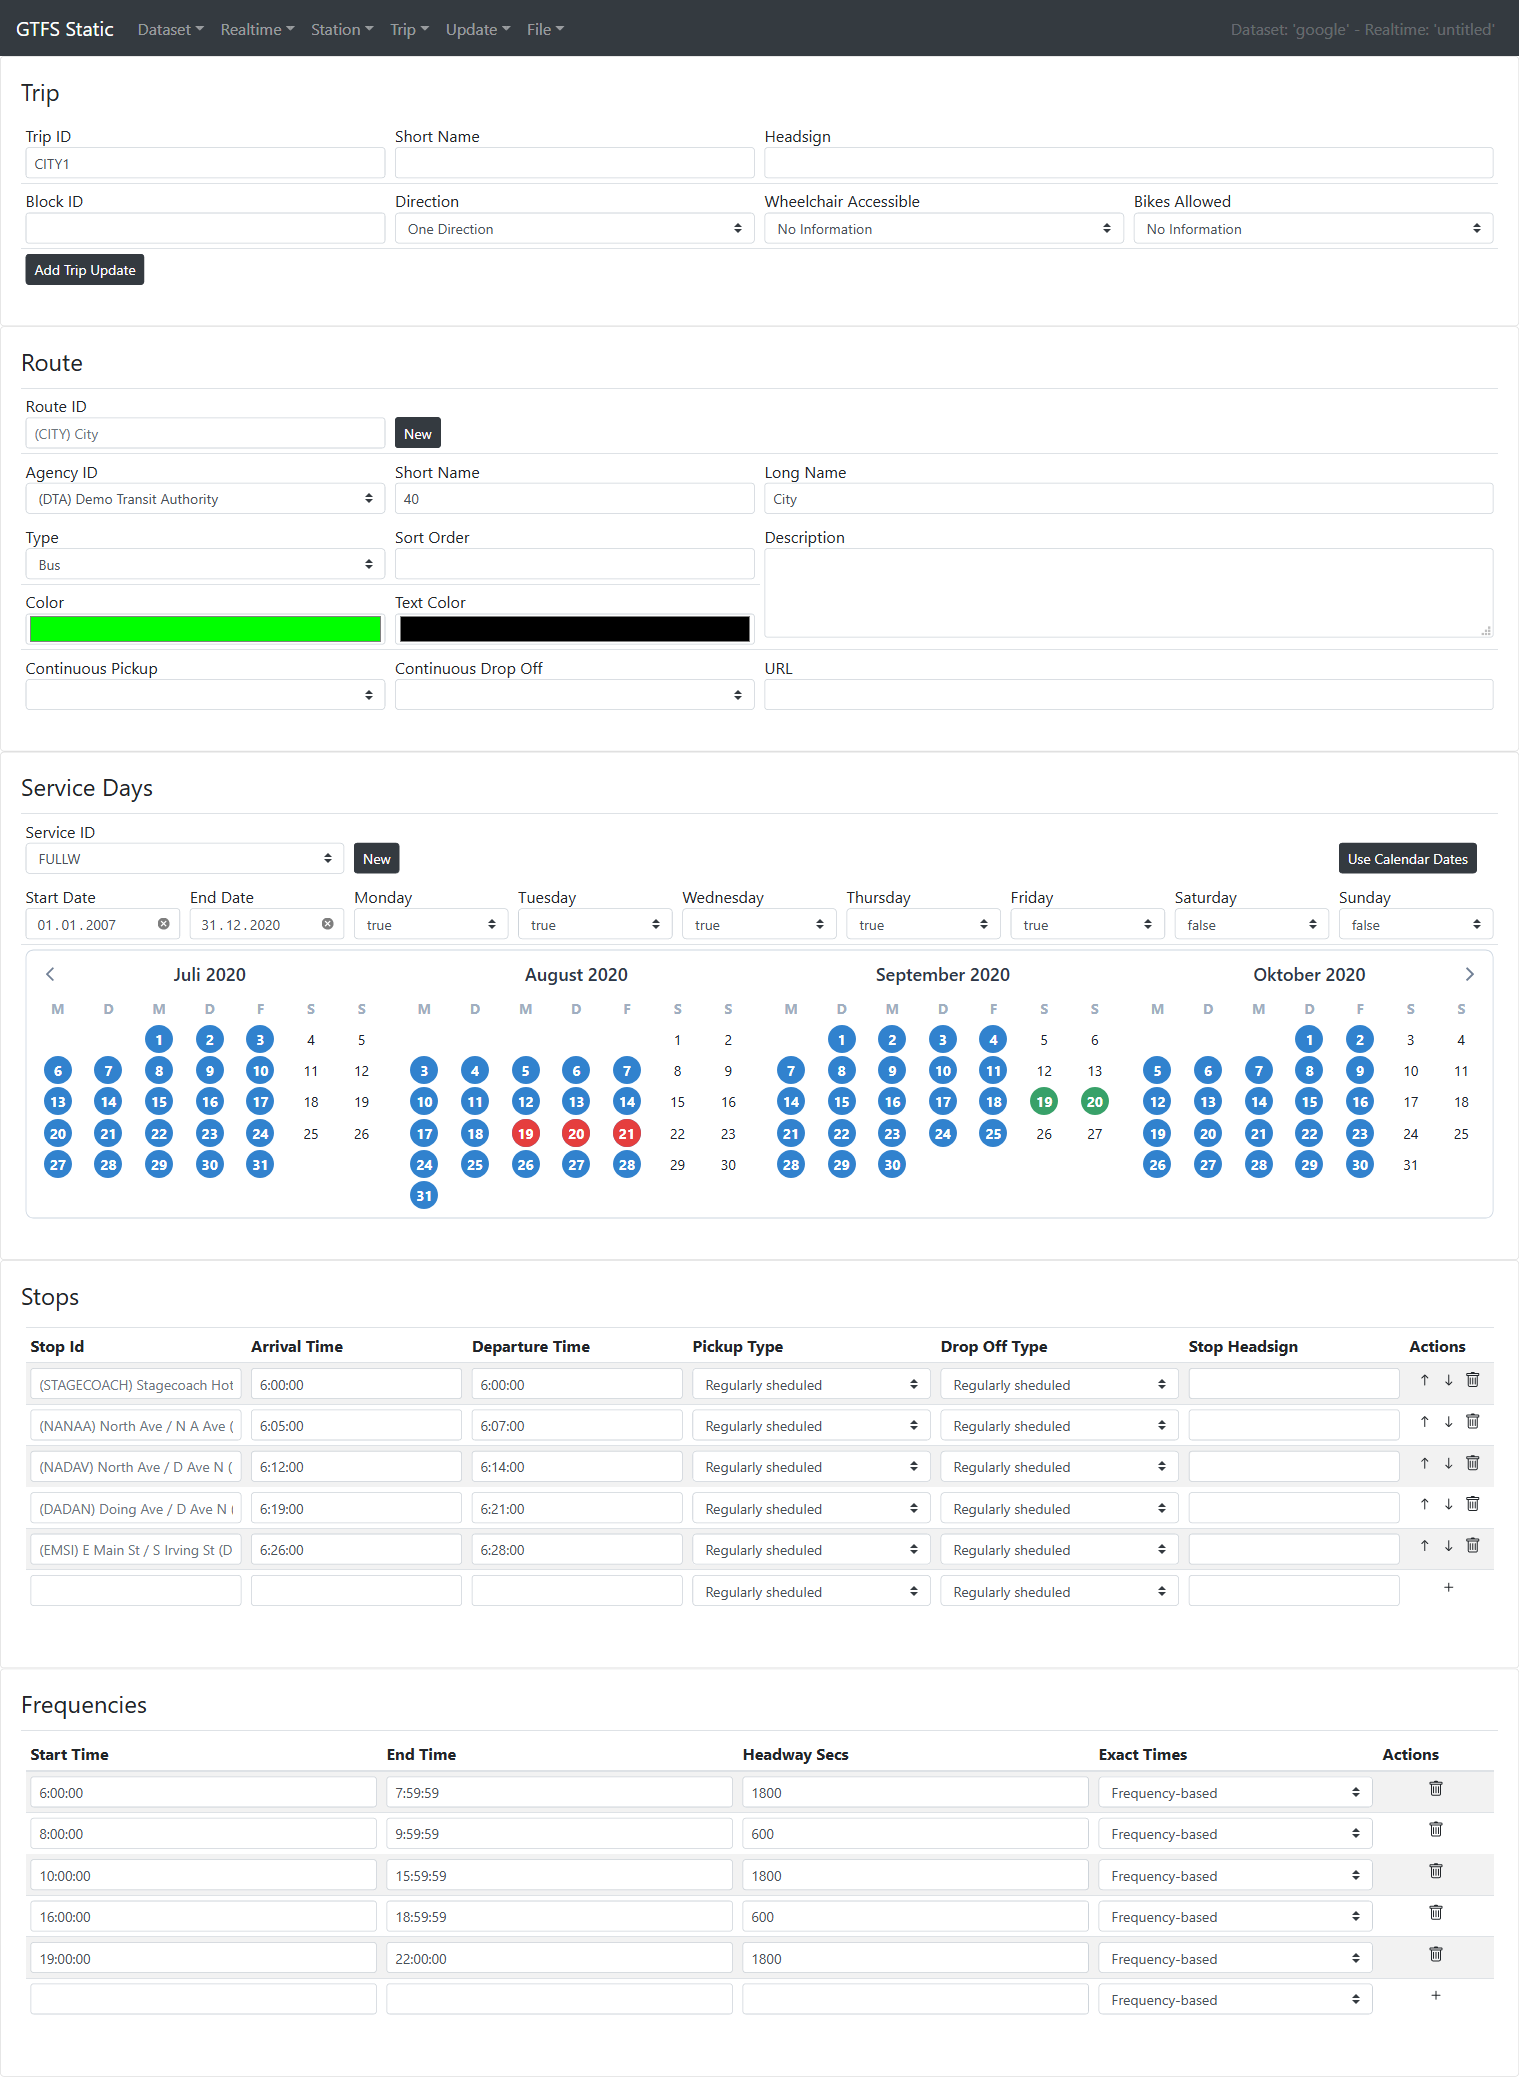 GTFS Static Dataset Realtime Station Trip Update File Dataset: 'google' - Realtime: 'untitled'
Trip
Trip ID Short Name Headsign
CITY1
Block ID Direction Wheelchair Accessible Bikes Allowed
One Direction No Information No Information
Add Trip Update
Route
Route ID
(CITY) City New
Agency ID Short Name Long Name
(DTA) Demo Transit Authority 40 City
Type Sort Order Description
Bus
Color Text Color
Continuous Pickup Continuous Drop Off URL
Service Days
Service ID
FULLW New Use Calendar Dates
Start Date End Date Monday Tuesday Wednesday Thursday Friday Saturday Sunday
01.01.2007 31.12.2020 true true true true true false false
Juli 2020 August 2020 September 2020 Oktober 2020
M D M D F S S M D M D F S S M D M D F S S M D M D F S S
1 2 3 4 5 1 2 1 2 3 4 5 6 1 2 3 4
6 7 8 9 10 11 12 3 4 5 6 7 8 9 7 8 9 10 11 12 13 5 6 7 8 9 10 11
13 14 15 16 17 18 19 10 11 12 13 14 15 16 14 15 16 17 18 19 20 12 13 14 15 16 17 18
20 21 22 23 24 25 26 17 18 19 20 21 22 23 21 22 23 24 25 26 27 19 20 21 22 23 24 25
27 28 29 30 31 24 25 26 27 28 29 30 28 29 30 26 27 28 29 30 31
31
Stops
Stop Id Arrival Time Departure Time Pickup Type Drop Off Type Stop Headsign Actions
(STAGECOACH) Stagecoach Hot 6:00:00 6:00:00 Regularly sheduled Regularly sheduled
(NANAA) North Ave / N A Ave ( 6:05:00 6:07:00 Regularly sheduled Regularly sheduled
(NADAV) North Ave / D Ave N ( 6:12:00 6:14:00 Regularly sheduled Regularly sheduled
(DADAN) Doing Ave / D Ave N ( 6:19:00 6:21:00 Regularly sheduled Regularly sheduled
(EMSI) E Main St / S Irving St (D 6:26:00 6:28:00 Regularly sheduled Regularly sheduled
Regularly sheduled Regularly sheduled
Frequencies
Start Time End Time Headway Secs Exact Times Actions
6:00:00 7:59:59 1800 Frequency-based
8:00:00 9:59:59 600 Frequency-based
10:00:00 15:59:59 1800 Frequency-based
16:00:00 18:59:59 600 Frequency-based
19:00:00 22:00:00 1800 Frequency-based
Frequency-based